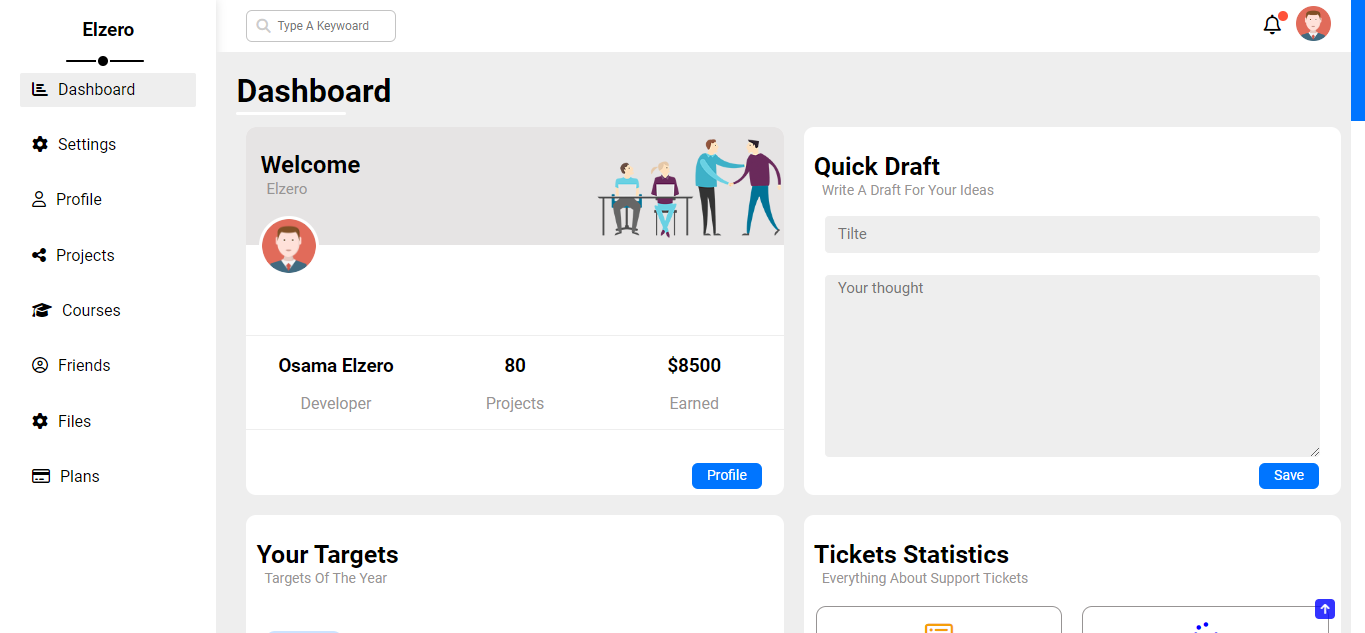 Elzero
Dashboard
Settings
Profile
Projects
Courses
Friends
Files
Plans
Type A Keywoard
Dashboard
Welcome
Elzero
Osama Elzero
80
$8500
Developer
Projects
Earned
Profile
Quick Draft
Write A Draft For Your Ideas
Tilte
Your thought
Save
Your Targets
Targets Of The Year
Tickets Statistics
Everything About Support Tickets